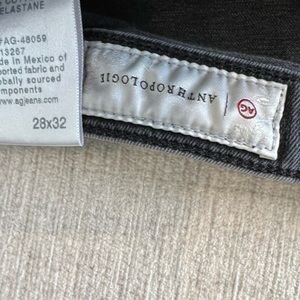 ELASTANE
#AG-48059
13267
de in Mexico of
ported fabric and
obally sourced
omponents
www.agjeans.com
28x32
ANTHROPOLOGIE
AG